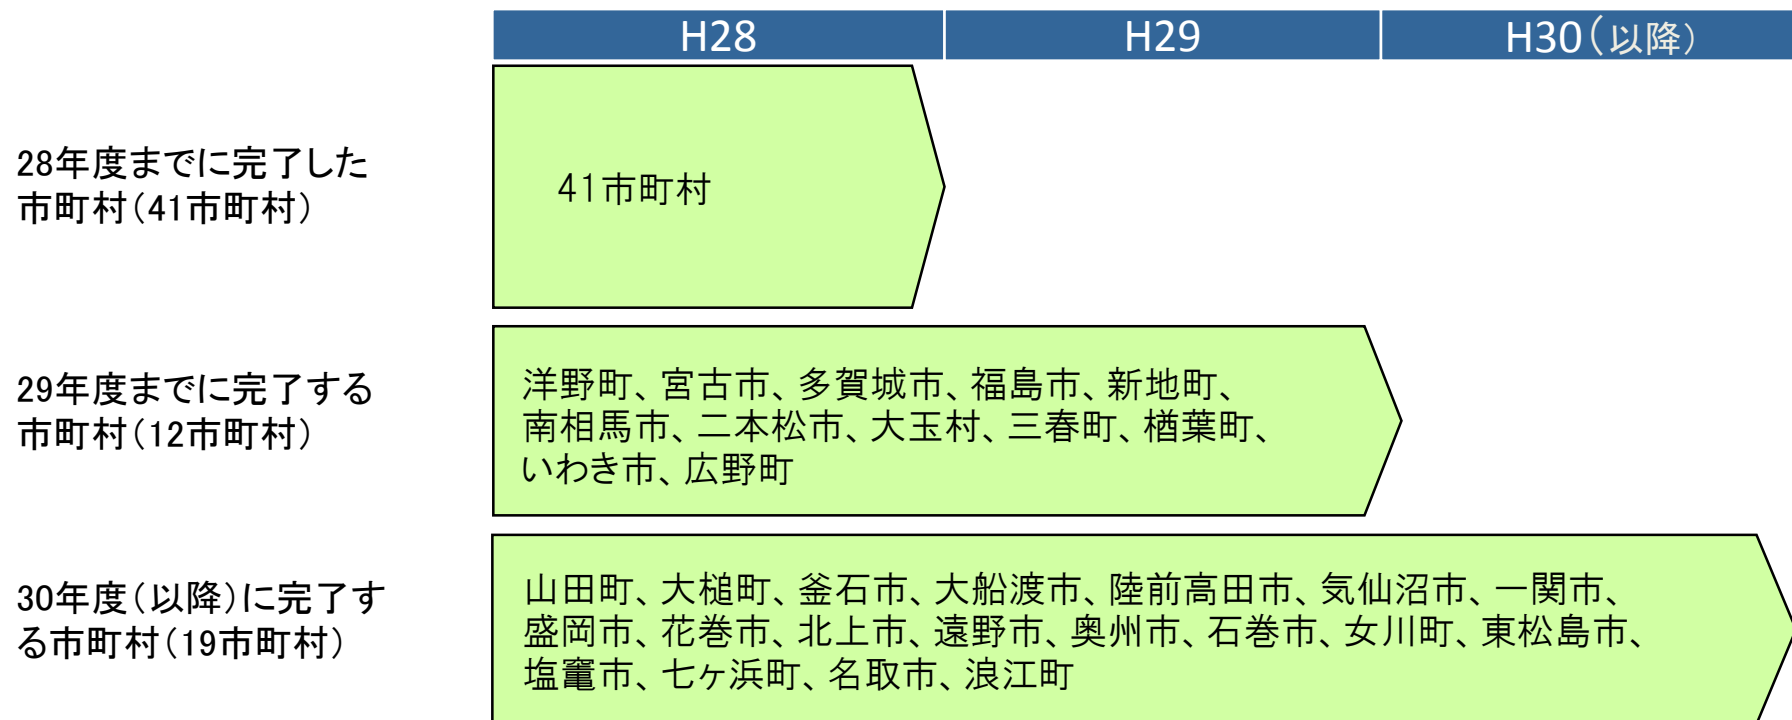 H28
H29
H30（以降）
28年度までに完了した
市町村（41市町村）
41市町村
29年度までに完了する
市町村（12市町村）
洋野町、宮古市、多賀城市、福島市、新地町、
南相馬市、二本松市、大玉村、三春町、楢葉町、
いわき市、広野町
30年度（以降）に完了す
る市町村（19市町村）
山田町、大槌町、釜石市、大船渡市、陸前高田市、気仙沼市、一関市、
盛岡市、花巻市、北上市、遠野市、奥州市、石巻市、女川町、東松島市、
塩竈市、七ヶ浜町、名取市、浪江町